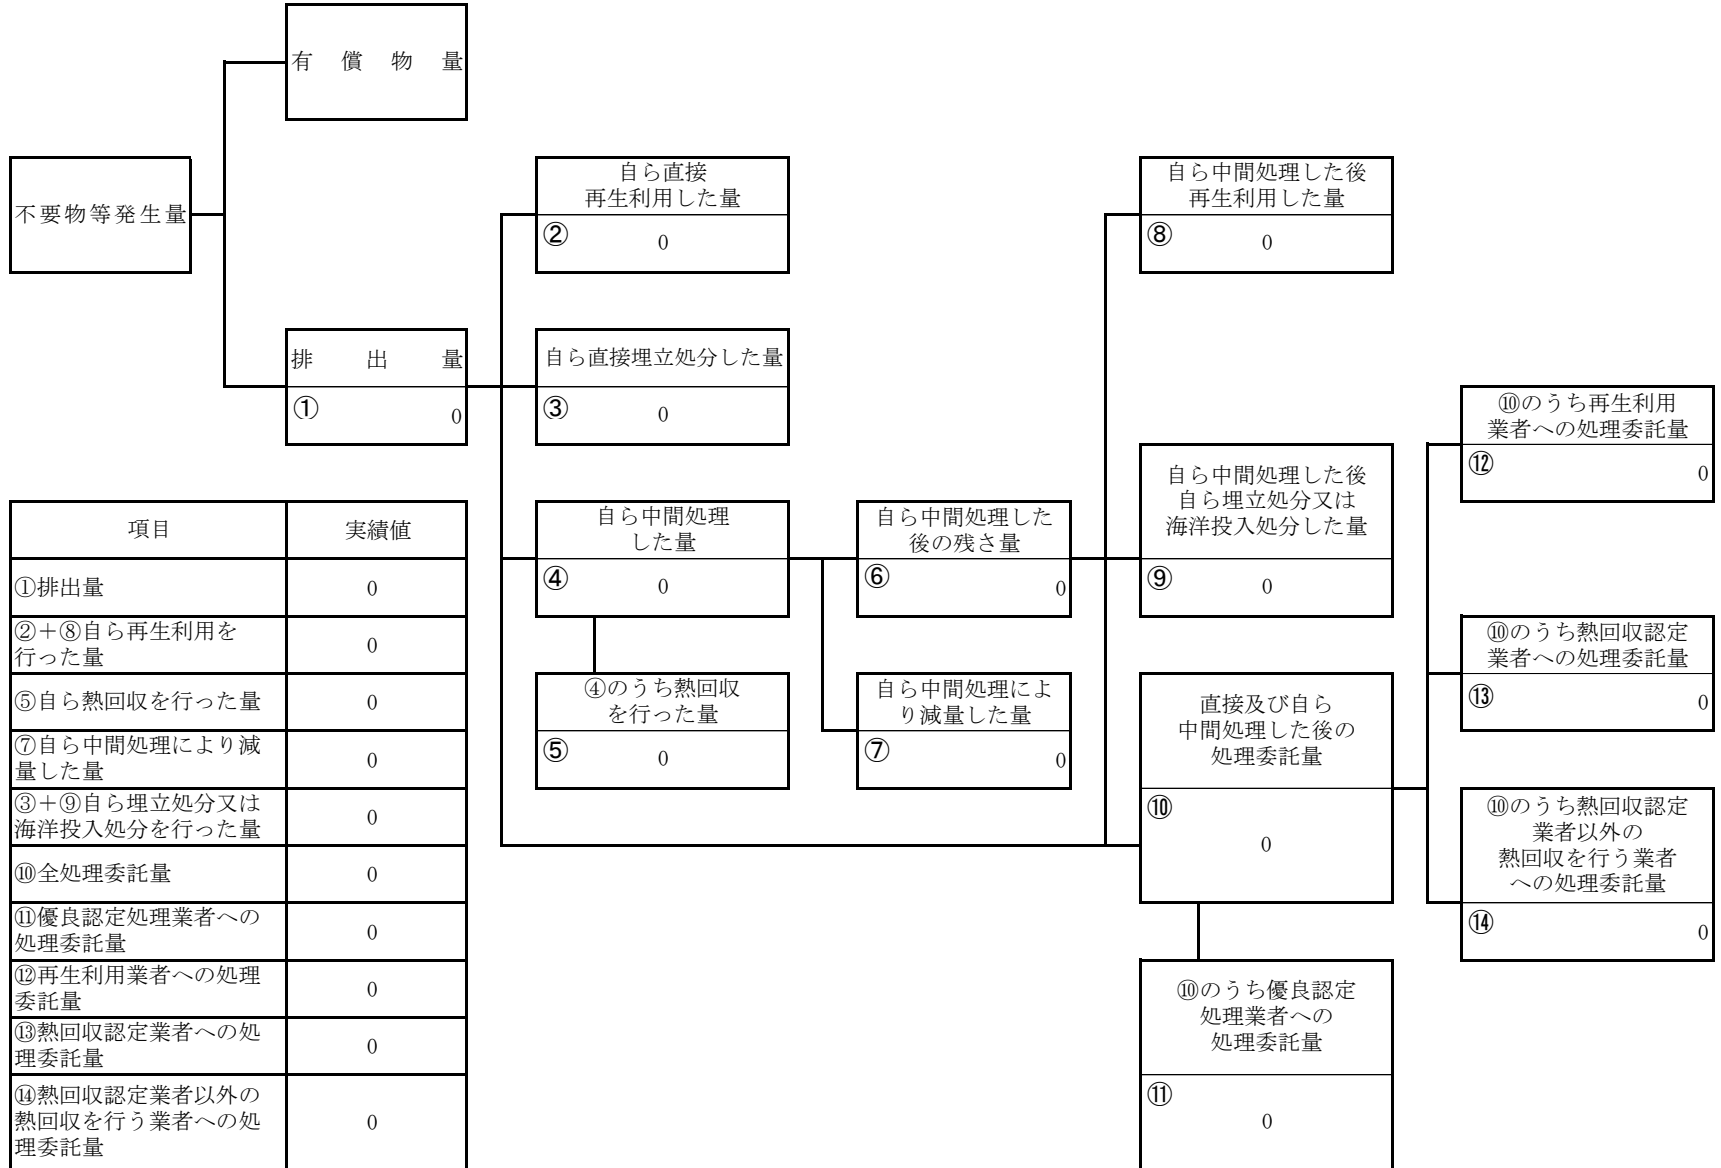 有償物量
不要物等発生量
自ら直接
再生利用した量
②
0
自ら中間処理した後
再生利用した量
⑧
0
排出量
①
0
自ら直接埋立処分した量
③
0
⑩のうち再生利用
業者への処理委託量
⑫
0
自ら中間処理
した量
④
0
自ら中間処理した
後の残さ量
⑥
0
自ら中間処理した後
自ら埋立処分又は
海洋投入処分した量
⑨
0
⑩のうち熱回収認定
業者への処理委託量
⑬
0
④のうち熱回収
を行った量
⑤
0
自ら中間処理によ
り減量した量
⑦
0
直接及び自ら
中間処理した後の
処理委託量
⑩
0
⑩のうち熱回収認定
業者以外の
熱回収を行う業者
への処理委託量
⑭
0
⑩のうち優良認定
処理業者への
処理委託量
⑪
0
項目 実績値
①排出量 0
②＋⑧自ら再生利用を
行った量 0
⑤自ら熱回収を行った量 0
⑦自ら中間処理により減
量した量 0
③＋⑨自ら埋立処分又は
海洋投入処分を行った量 0
⑩全処理委託量 0
⑪優良認定処理業者への
処理委託量 0
⑫再生利用業者への処理
委託量 0
⑬熱回収認定業者への処
理委託量 0
⑭熱回収認定業者以外の
熱回収を行う業者への処 0
理委託量